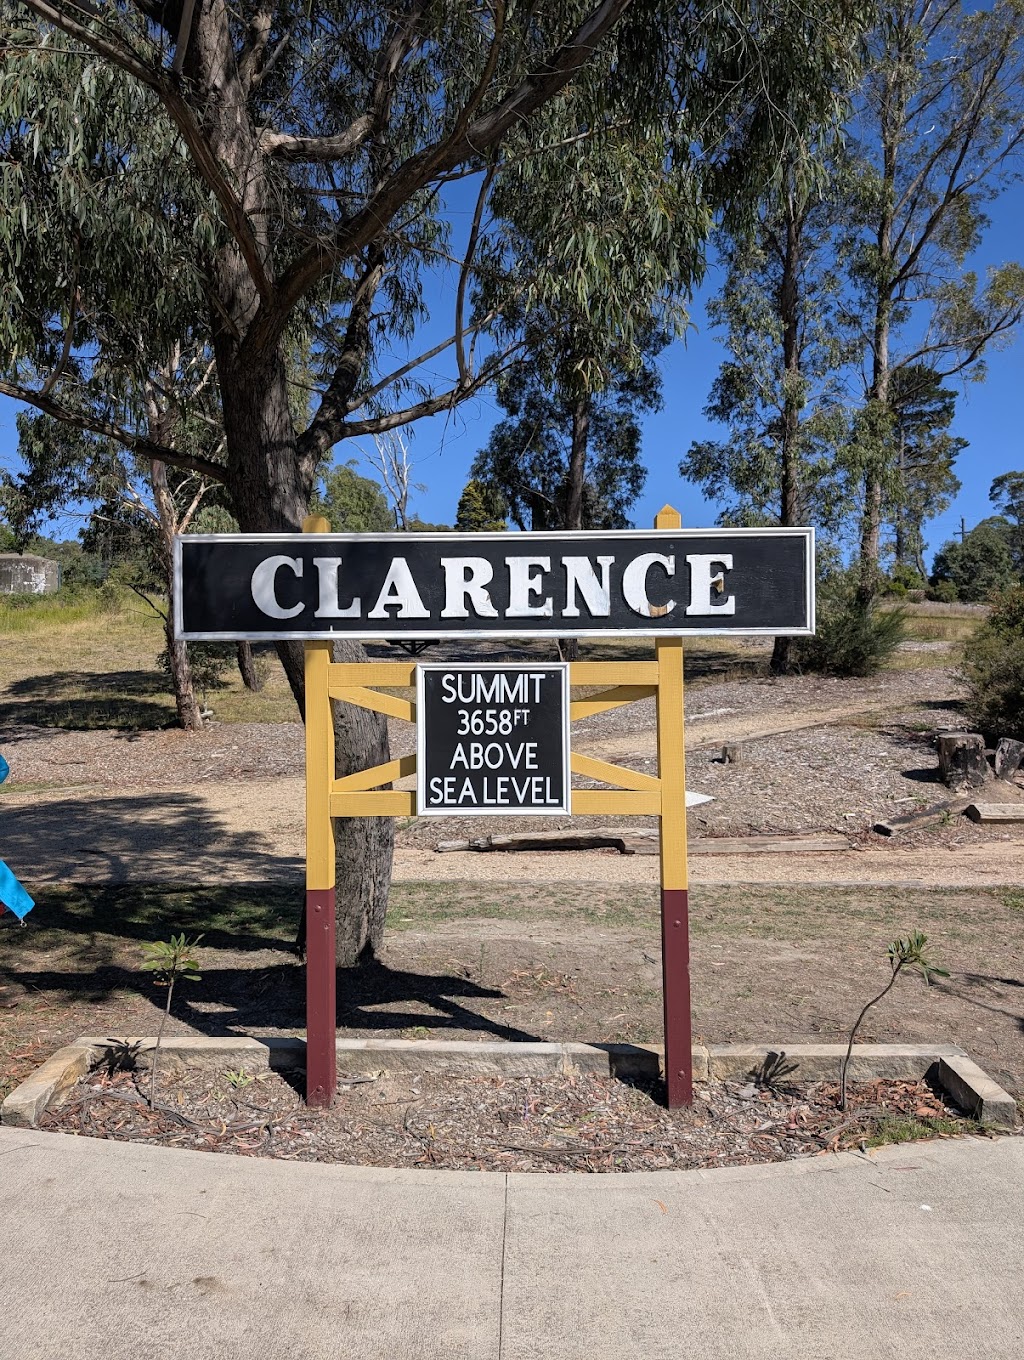 CLARENCE
SUMMIT
3658FT
ABOVE
SEA LEVEL